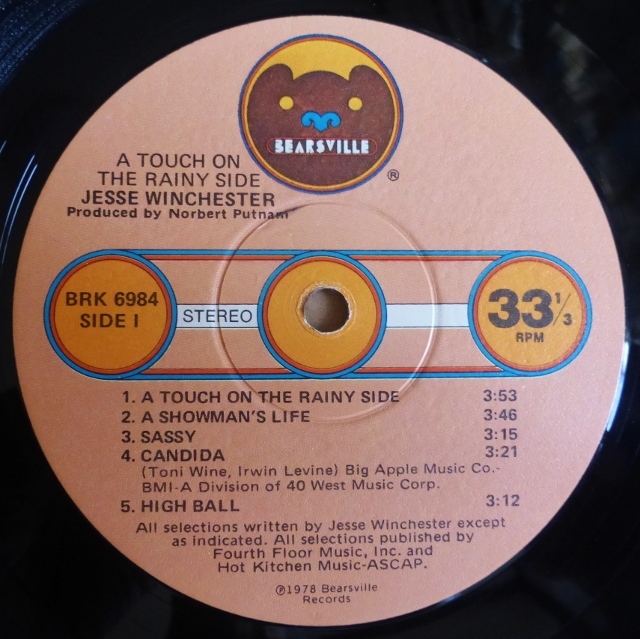 BEARSVILLE
®
A TOUCH ON
THE RAINY SIDE
JESSE WINCHESTER
Produced by Norbert Putnam
BRK 6984
SIDE I
STEREO
33 1/3
RPM
1. A TOUCH ON THE RAINY SIDE 3:53
2. A SHOWMAN'S LIFE 3:46
3. SASSY 3:15
4. CANDIDA 3:21
(Toni Wine, Irwin Levine) Big Apple Music Co.-
BMI-A Division of 40 West Music Corp.
5. HIGH BALL 3:12
All selections written by Jesse Winchester except
as indicated. All selections published by
Fourth Floor Music, Inc. and
Hot Kitchen Music-ASCAP.
℗1978 Bearsville
Records